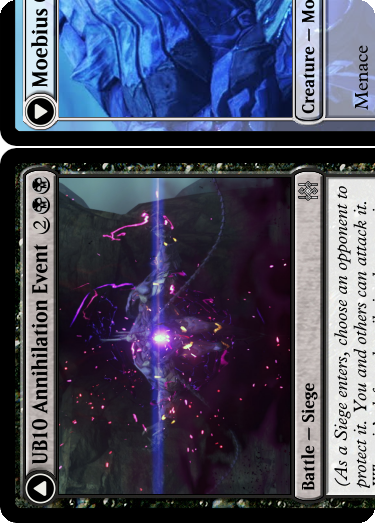 Moebius
Creature – Mo
Menace
UB10 Annihilation Event 2
Battle – Siege
(As a Siege enters, choose an opponent to
protect it. You and others can attack it.